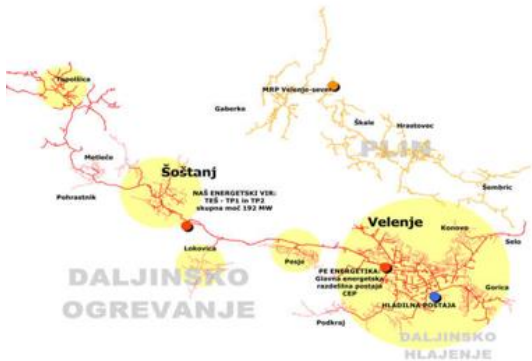 Topolšica
MRP Velenje-sever
Gaberke
Škale
Hrastovec
PLIN
Metleče
Šoštanj
Šembric
Pohrastnik
NAŠ ENERGETSKI VIR:
TEŠ - TP1 in TP2
skupna moč 192 MW
Velenje
Konovo
Selo
Lokovica
Pesje
PE ENERGETIKA:
Glavna energetska
razdelilna postaja
CEP
DALJINSKO
OGREVANJE
HLADILNA POSTAJA
Gorica
Podkraj
DALJINSKO
HLAJENJE